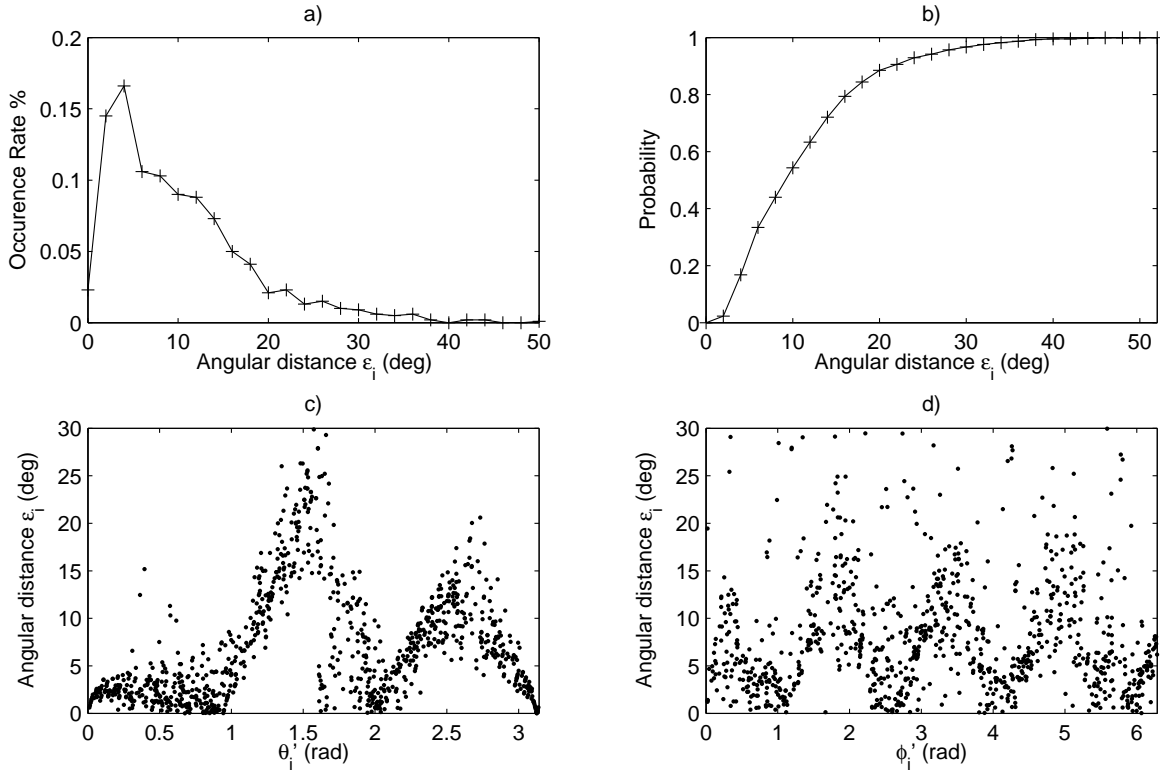 a)
0.2
0.15
0.1
0.05
0
Occurence Rate %
0 10 20 30 40 50
Angular distance ε_i (deg)
b)
1
0.8
0.6
0.4
0.2
0
Probability
0 10 20 30 40 50
Angular distance ε_i (deg)
c)
30
25
20
15
10
5
0
Angular distance ε_i (deg)
0 0.5 1 1.5 2 2.5 3
θ_i' (rad)
d)
30
25
20
15
10
5
0
Angular distance ε_i (deg)
0 1 2 3 4 5 6
ϕ_i' (rad)